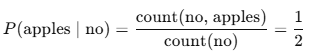 P(apples | no) = count(no, apples) / count(no) = 1/2